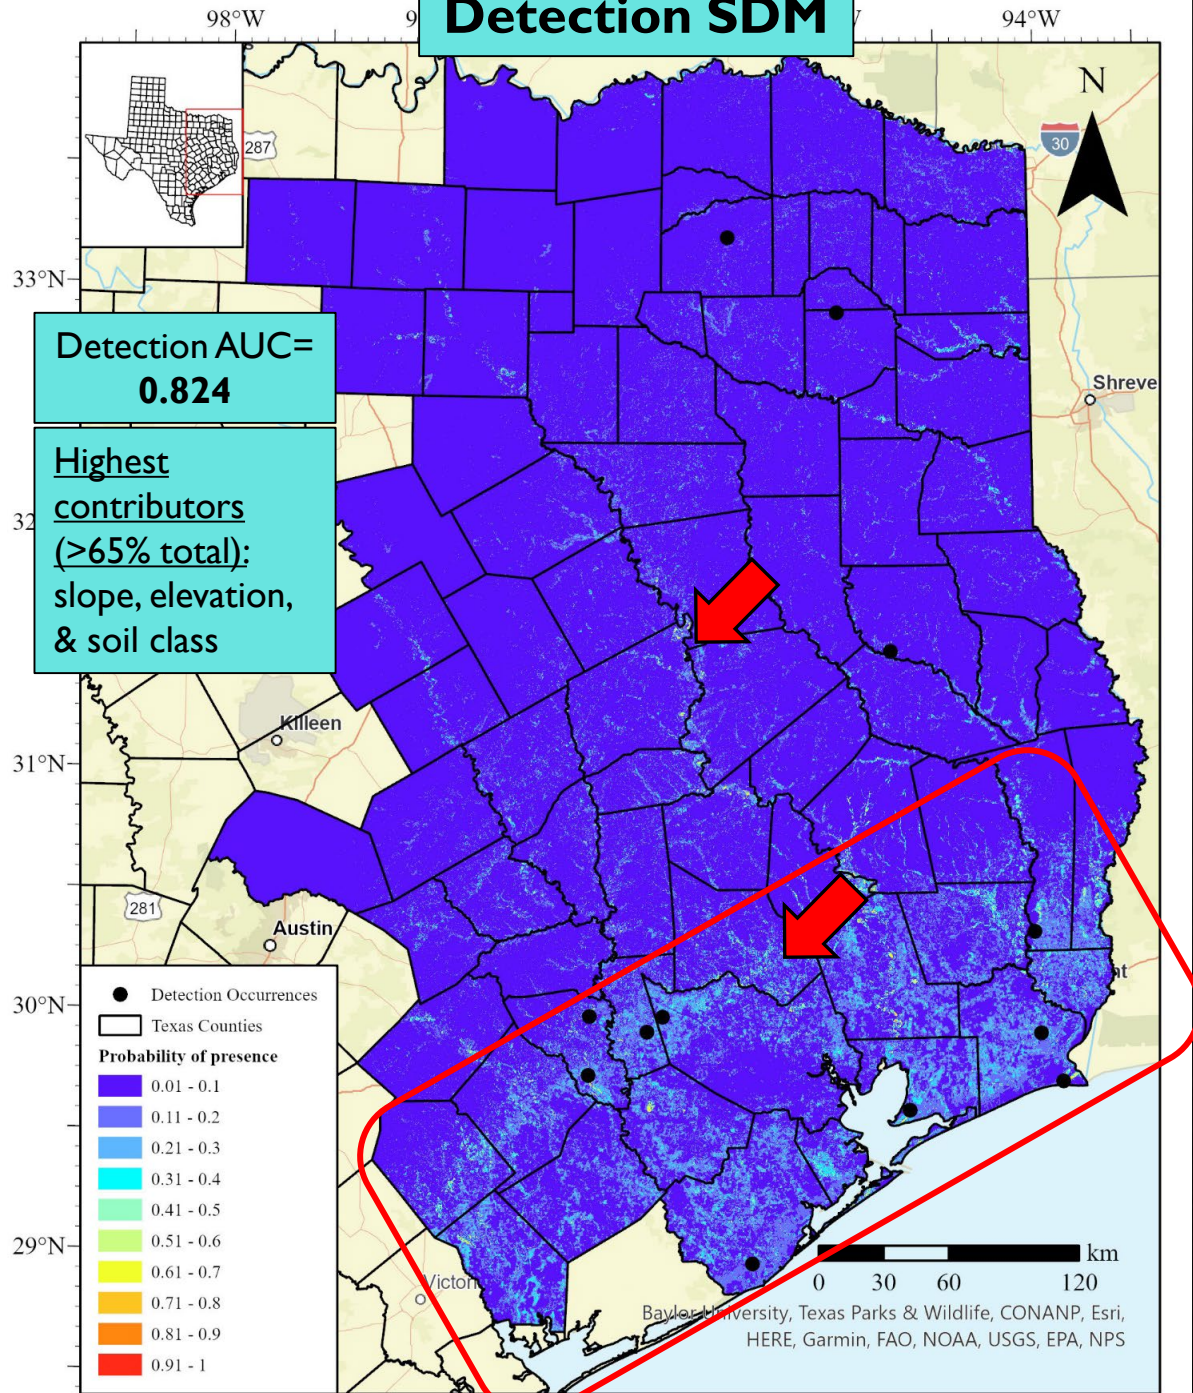 Detection SDM
98°W
94°W
N
287
30
33°N
Detection AUC=
0.824
Shreve
Highest
contributors
(>65% total):
slope, elevation,
& soil class
32
Killeen
31°N
281
Austin
30°N
nt
Detection Occurrences
Texas Counties
Probability of presence
0.01 - 0.1
0.11 - 0.2
0.21 - 0.3
0.31 - 0.4
0.41 - 0.5
0.51 - 0.6
0.61 - 0.7
0.71 - 0.8
0.81 - 0.9
0.91 - 1
29°N
Victori
km
0 30 60 120
Baylor University, Texas Parks & Wildlife, CONANP, Esri,
HERE, Garmin, FAO, NOAA, USGS, EPA, NPS